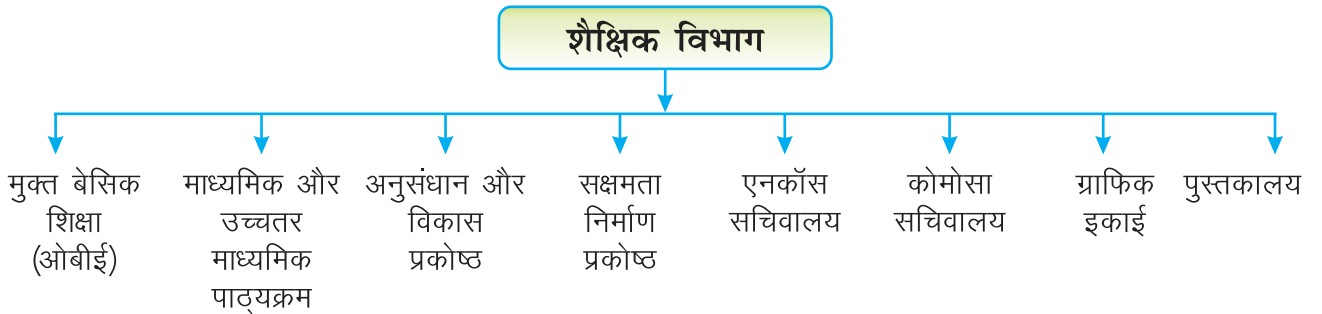 शैक्षिक विभाग
मुक्त बेसिक
शिक्षा
(ओबीई)
माध्यमिक और
उच्चतर
माध्यमिक
पाठ्यक्रम
अनुसंधान और
विकास
प्रकोष्ठ
सक्षमता
निर्माण
प्रकोष्ठ
एनकॉस
सचिवालय
कोमोसा
सचिवालय
ग्राफिक
इकाई
पुस्तकालय